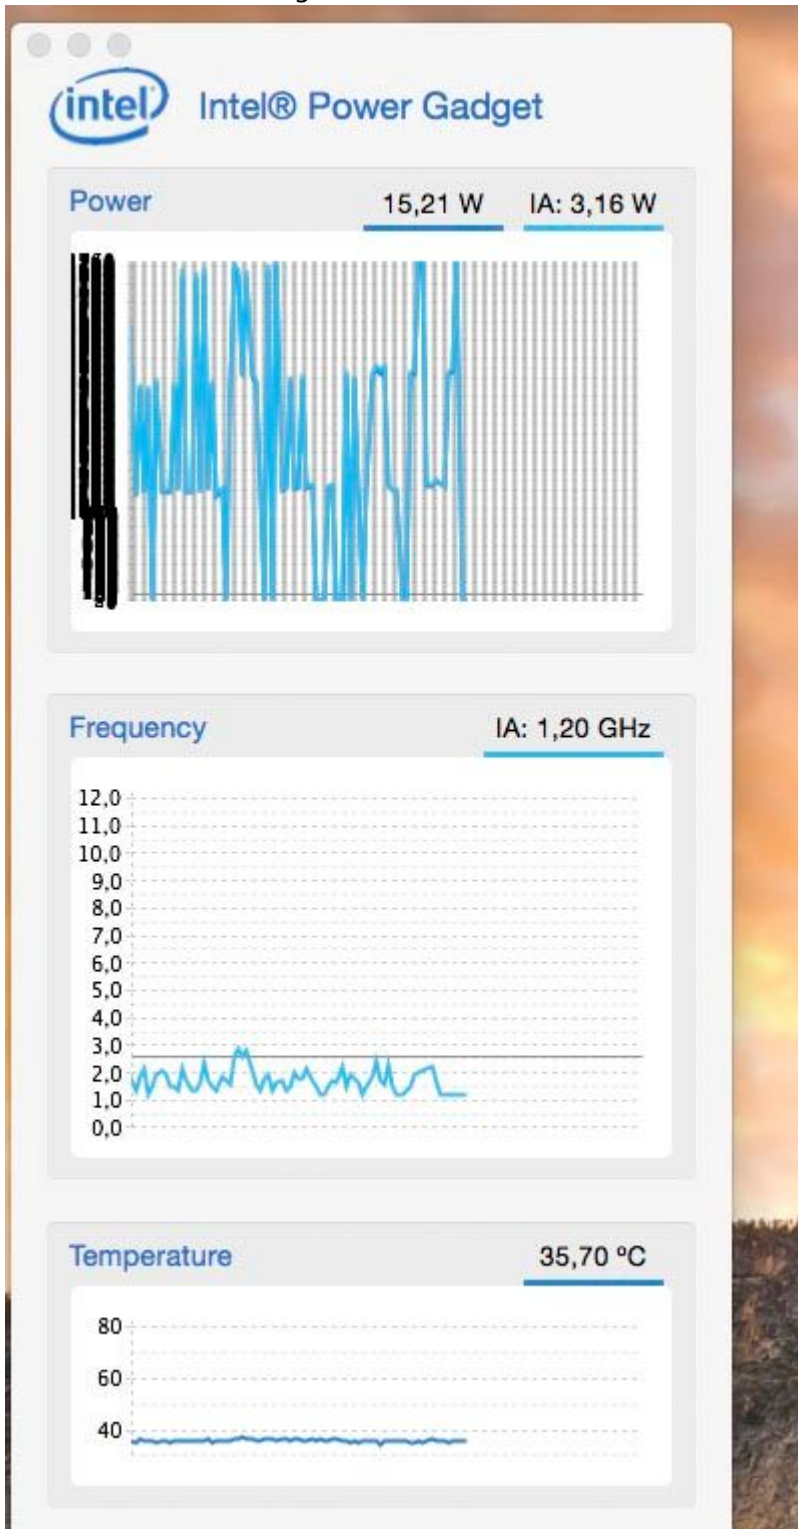 intel
Intel® Power Gadget
Power
15,21 W
IA: 3,16 W
Frequency
IA: 1,20 GHz
12,0
11,0
10,0
9,0
8,0
7,0
6,0
5,0
4,0
3,0
2,0
1,0
0,0
Temperature
35,70 ºC
80
60
40